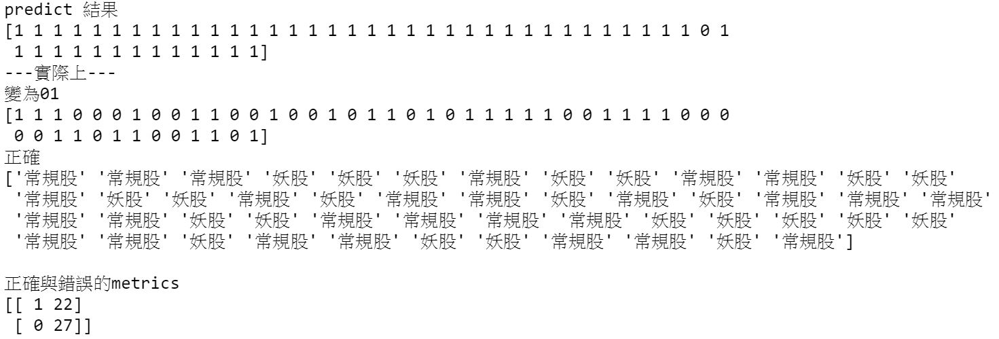 predict 結果
[1 1 1 1 1 1 1 1 1 1 1 1 1 1 1 1 1 1 1 1 1 1 1 1 1 1 1 1 1 1 1 1 1 1 1 0 1
1 1 1 1 1 1 1 1 1 1 1 1 1]
---實際上---
變為01
[1 1 1 0 0 0 1 0 0 1 1 0 0 1 0 0 1 0 1 1 0 1 0 1 1 1 1 1 0 0 1 1 1 1 0 0 0
0 0 1 1 0 1 1 0 0 1 1 0 1]
正確
['常規股' '常規股' '常規股' '妖股' '妖股' '妖股' '常規股' '妖股' '妖股' '常規股' '常規股' '妖股' '妖股'
'常規股' '妖股' '妖股' '常規股' '妖股' '常規股' '常規股' '妖股' '常規股' '妖股' '常規股' '常規股' '常規股'
'常規股' '常規股' '妖股' '妖股' '常規股' '常規股' '常規股' '常規股' '妖股' '妖股' '妖股' '妖股' '妖股'
'常規股' '常規股' '妖股' '常規股' '常規股' '妖股' '妖股' '常規股' '常規股' '妖股' '常規股']
正確與錯誤的metrics
[[ 1 22]
[ 0 27]]